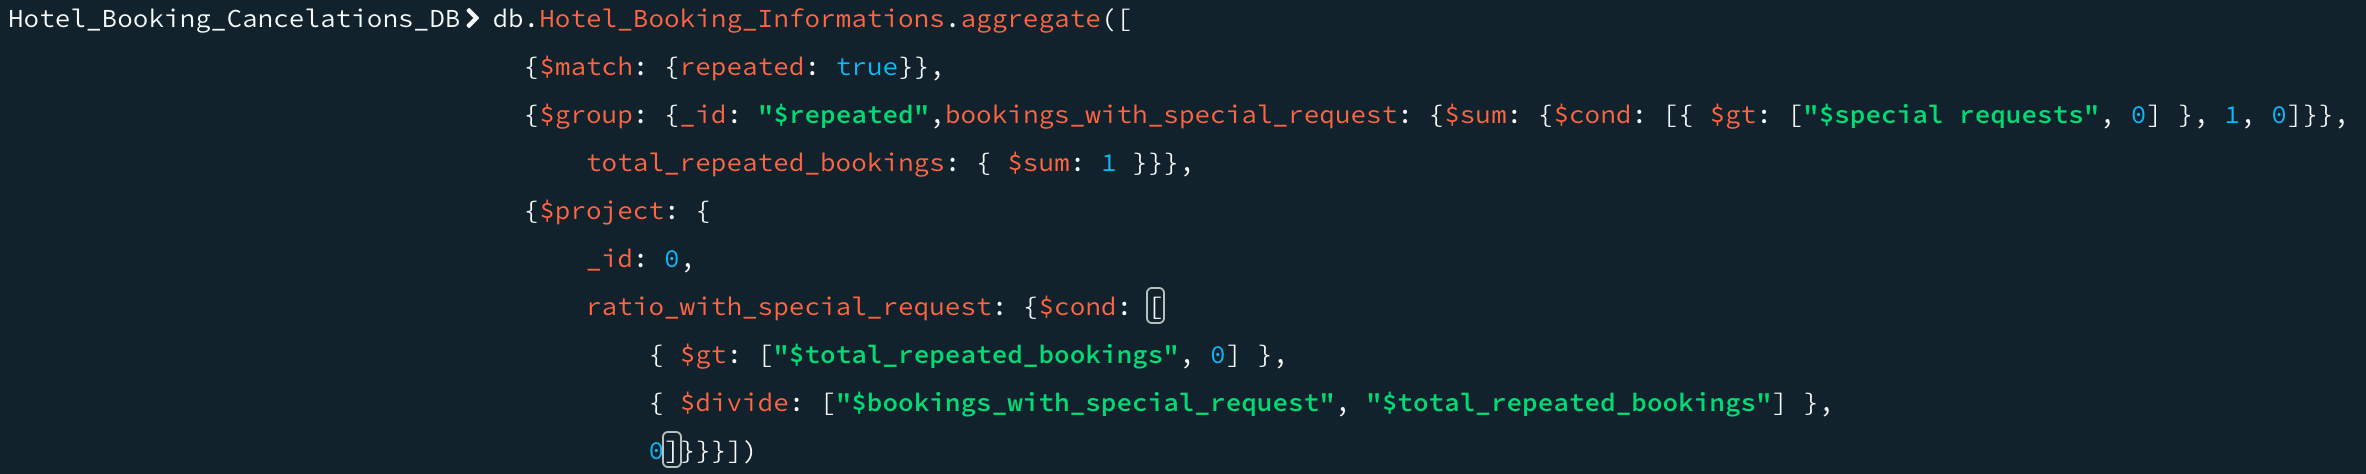 Hotel_Booking_Cancelations_DB> db.Hotel_Booking_Informations.aggregate([
{$match: {repeated: true}},
{$group: {_id: "$repeated",bookings_with_special_request: {$sum: {$cond: [{ $gt: ["$special requests", 0] }, 1, 0]}},
total_repeated_bookings: { $sum: 1 }}},
{$project: {
_id: 0,
ratio_with_special_request: {$cond: [
{ $gt: ["$total_repeated_bookings", 0] },
{ $divide: ["$bookings_with_special_request", "$total_repeated_bookings"] },
0]}}}])